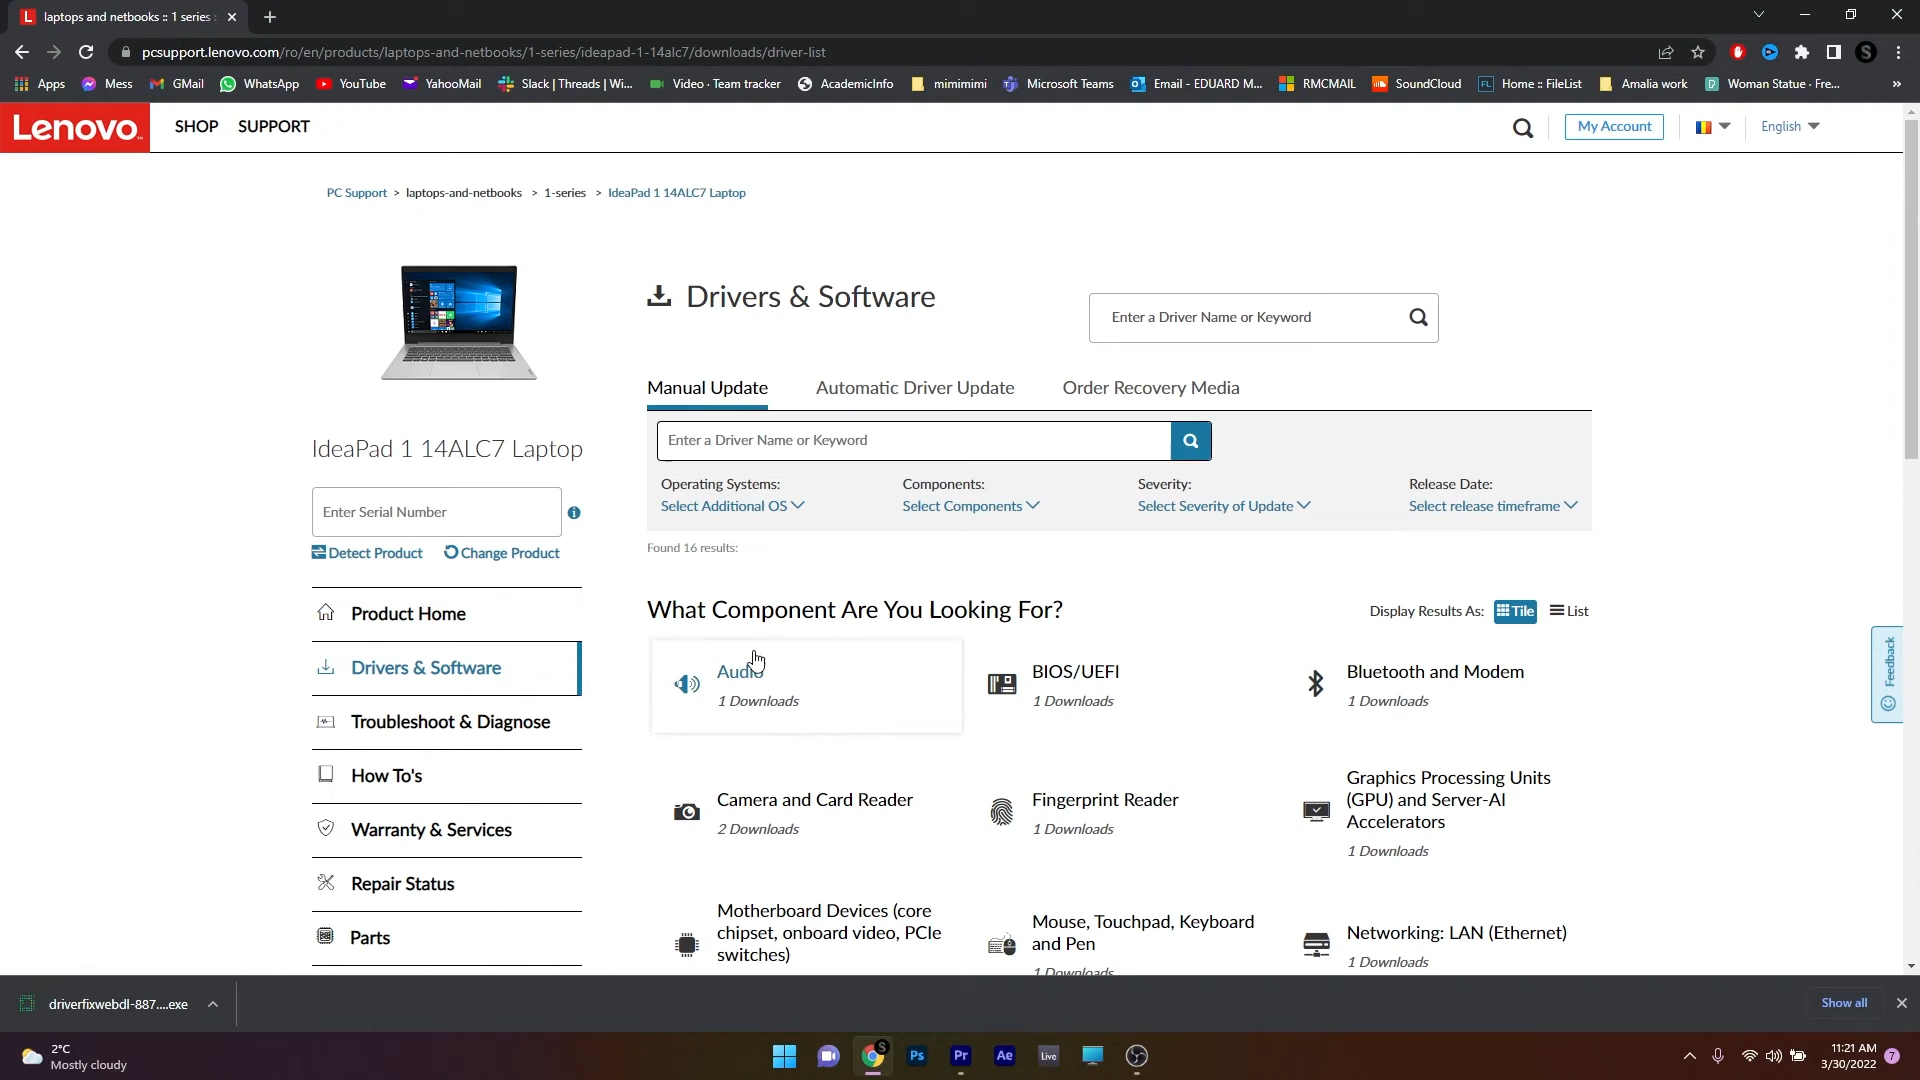 laptops and netbooks :: 1 series ::
pcsupport.lenovo.com/ro/en/products/laptops-and-netbooks/1-series/ideapad-1-14alc7/downloads/driver-list
S
Apps
Mess
GMail
WhatsApp
YouTube
YahooMail
Slack | Threads | Wi...
Video · Team tracker
AcademicInfo
mimimimi
Microsoft Teams
Email - EDUARD M...
RMCMAIL
SoundCloud
FL
Home :: FileList
Amalia work
Woman Statue · Fre...
»
Lenovo
SHOP
SUPPORT
My Account
English
PC Support > laptops-and-netbooks > 1-series > IdeaPad 1 14ALC7 Laptop
Drivers & Software
Enter a Driver Name or Keyword
Manual Update
Automatic Driver Update
Order Recovery Media
Enter a Driver Name or Keyword
IdeaPad 1 14ALC7 Laptop
Operating Systems:
Components:
Severity:
Release Date:
Select Additional OS
Select Components
Select Severity of Update
Select release timeframe
Enter Serial Number
Detect Product
Change Product
Found 16 results:
Product Home
Drivers & Software
Troubleshoot & Diagnose
How To's
Warranty & Services
Repair Status
Parts
What Component Are You Looking For?
Display Results As:
Tile
List
Audio
1 Downloads
BIOS/UEFI
1 Downloads
Bluetooth and Modem
1 Downloads
Feedback
Camera and Card Reader
2 Downloads
Fingerprint Reader
1 Downloads
Graphics Processing Units
(GPU) and Server-AI
Accelerators
1 Downloads
Motherboard Devices (core
chipset, onboard video, PCIe
switches)
Mouse, Touchpad, Keyboard
and Pen
1 Downloads
Networking: LAN (Ethernet)
1 Downloads
driverfixwebdl-887....exe
Show all
2°C
Mostly cloudy
S
Ps
Pr
Ae
Live
11:21 AM
3/30/2022
7